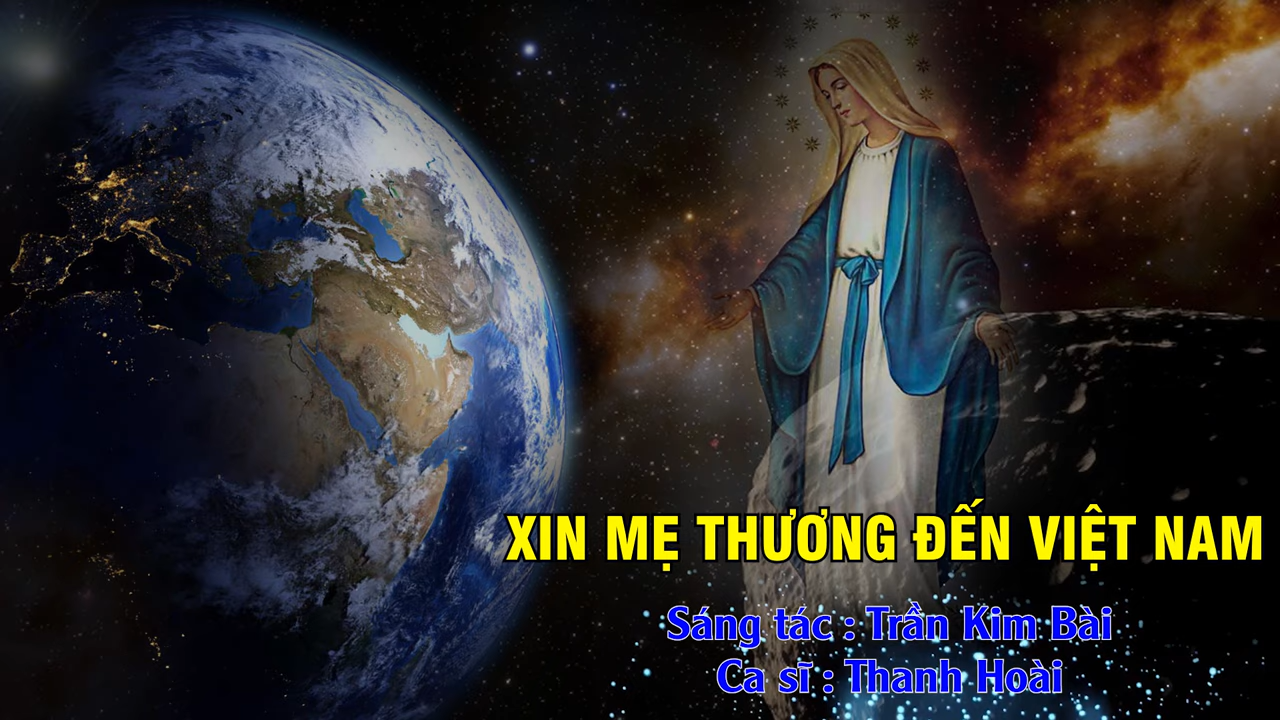 XIN MẸ THƯƠNG ĐẾN VIỆT NAM
Sáng tác : Trần Kim Bài
Ca sĩ : Thanh Hoài